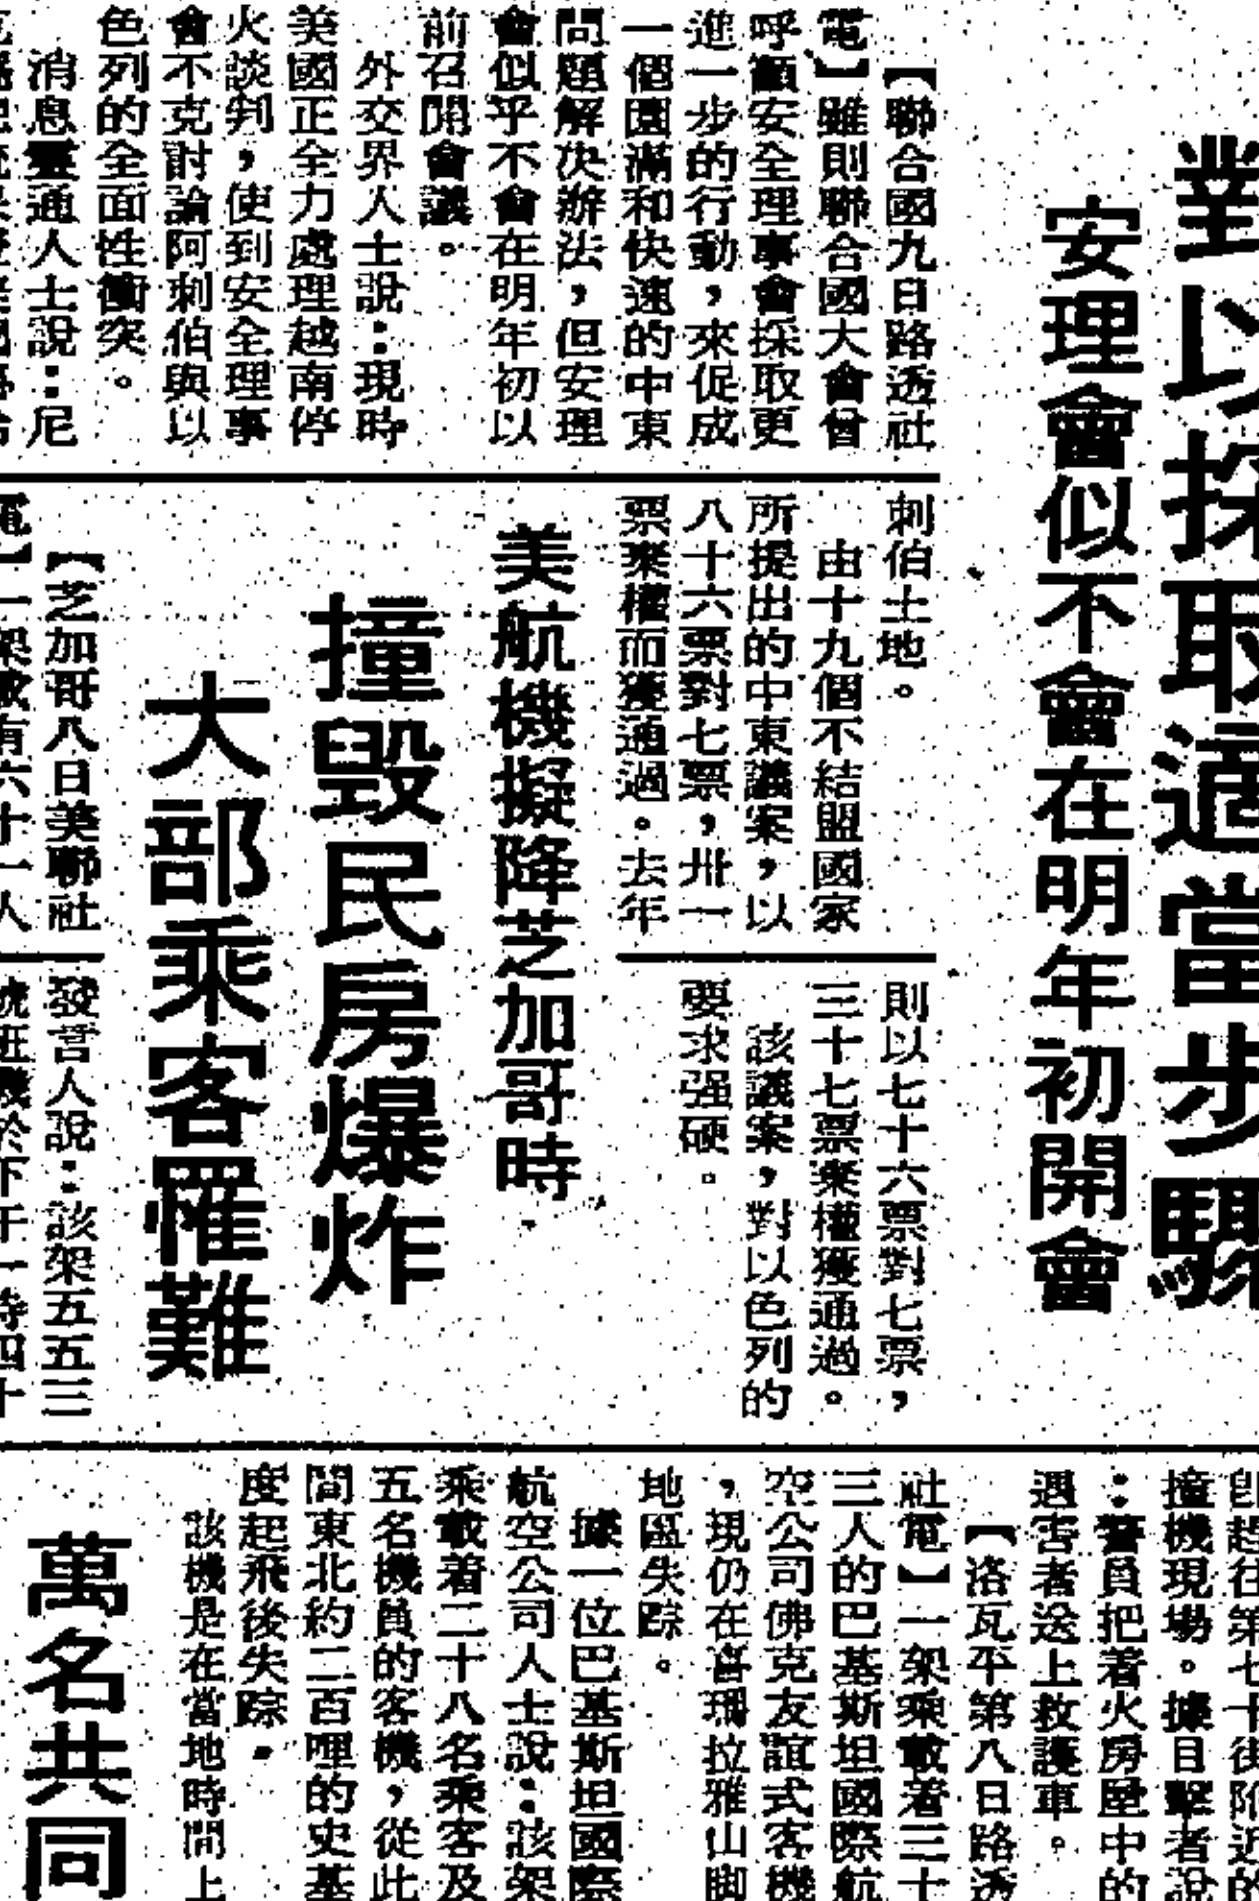 對以採取適當步驟
安理會似不會在明年初開會
【聯合國九日路透社
電】雖則聯合國大會曾
呼籲安全理事會採取更
進一步的行動，來促成
一個圓滿和快速的中東
問題解决辦法，但安理
會似乎不會在明年初以
前召開會議。
外交界人士說：現時
美國正全力處理越南停
火談判，使到安全理事
會不克討論阿剌伯與以
色列的全面性衝突。
消息靈通人士說：尼
刺伯土地。
由十九個不結盟國家
所提出的中東議案，以
八十六票對七票，卅一
票棄權而獲通過。去年
則以七十六票對七票，
三十七票棄權獲通過。
該議案，對以色列的
要求强硬。
美航機擬降芝加哥時
撞毀民房爆炸
大部乘客罹難
【芝加哥八日美聯社
電】一架載有六十一人
發言人說：該架五五三
號班機於下午二時四十
卽趕往第七十街附近的
撞機現場。據目擊者說
：警員把着火房屋中的
遇害者送上救護車。
【洛瓦平第八日路透
社電】一架乘載着三十
三人的巴基斯坦國際航
空公司佛克友誼式客機
，現仍在喜瑪拉雅山脚
地區失踪。
據一位巴基斯坦國際
航空公司人士說：該架
乘載着二十八名乘客及
五名機員的客機，從此
間東北約二百哩的史基
度起飛後失踪。
該機是在當地時間上
萬名共同